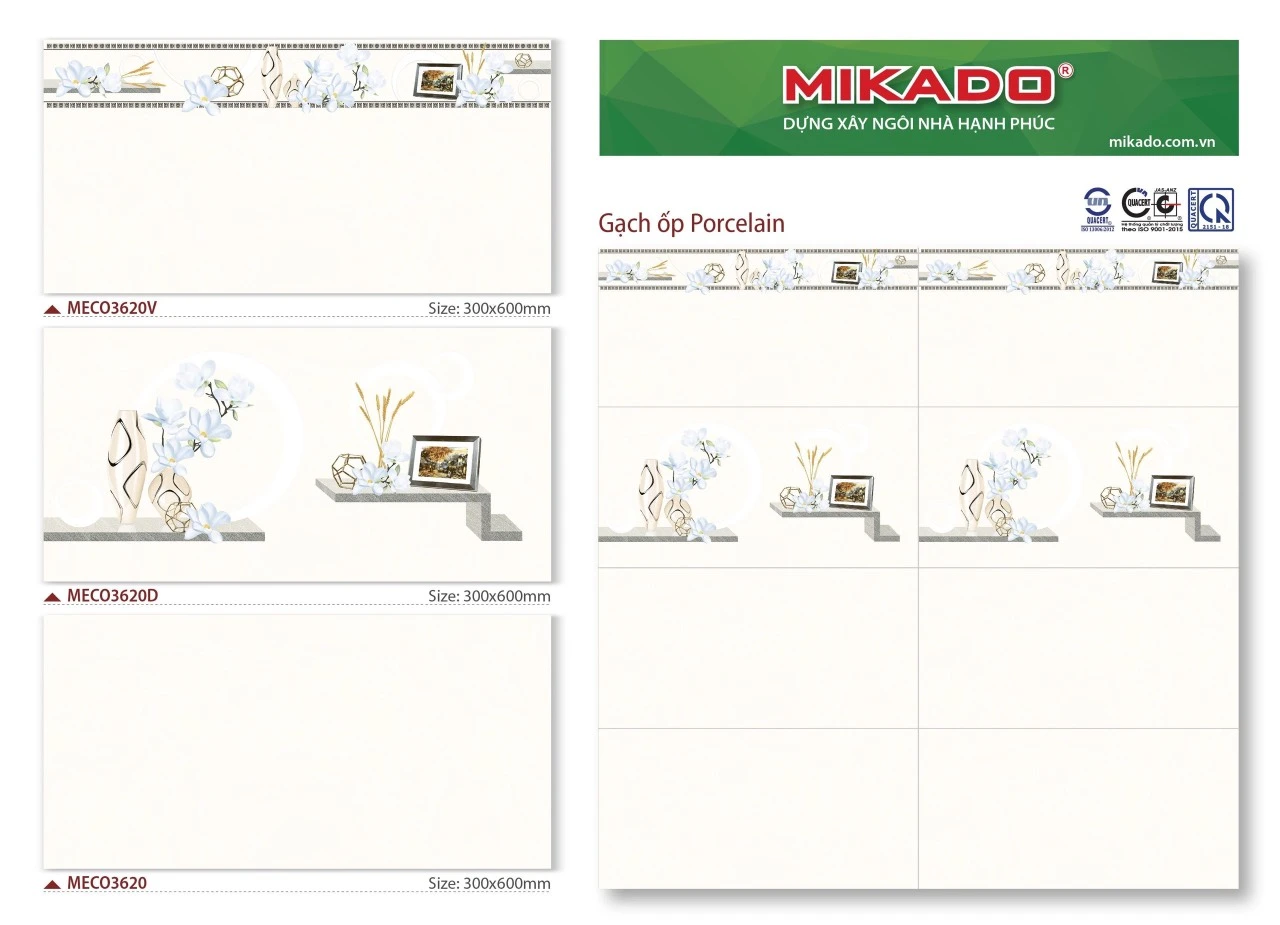 MECO3620V
Size: 300x600mm
MECO3620D
Size: 300x600mm
MECO3620
Size: 300x600mm
MIKADO®
DỰNG XÂY NGÔI NHÀ HẠNH PHÚC
mikado.com.vn
Gạch ốp Porcelain
QUACERT
ISO 13006:2012
QUACERT
JAS-ANZ
Hệ thống quản lý chất lượng
theo ISO 9001-2015
QUACERT
2151 - 18